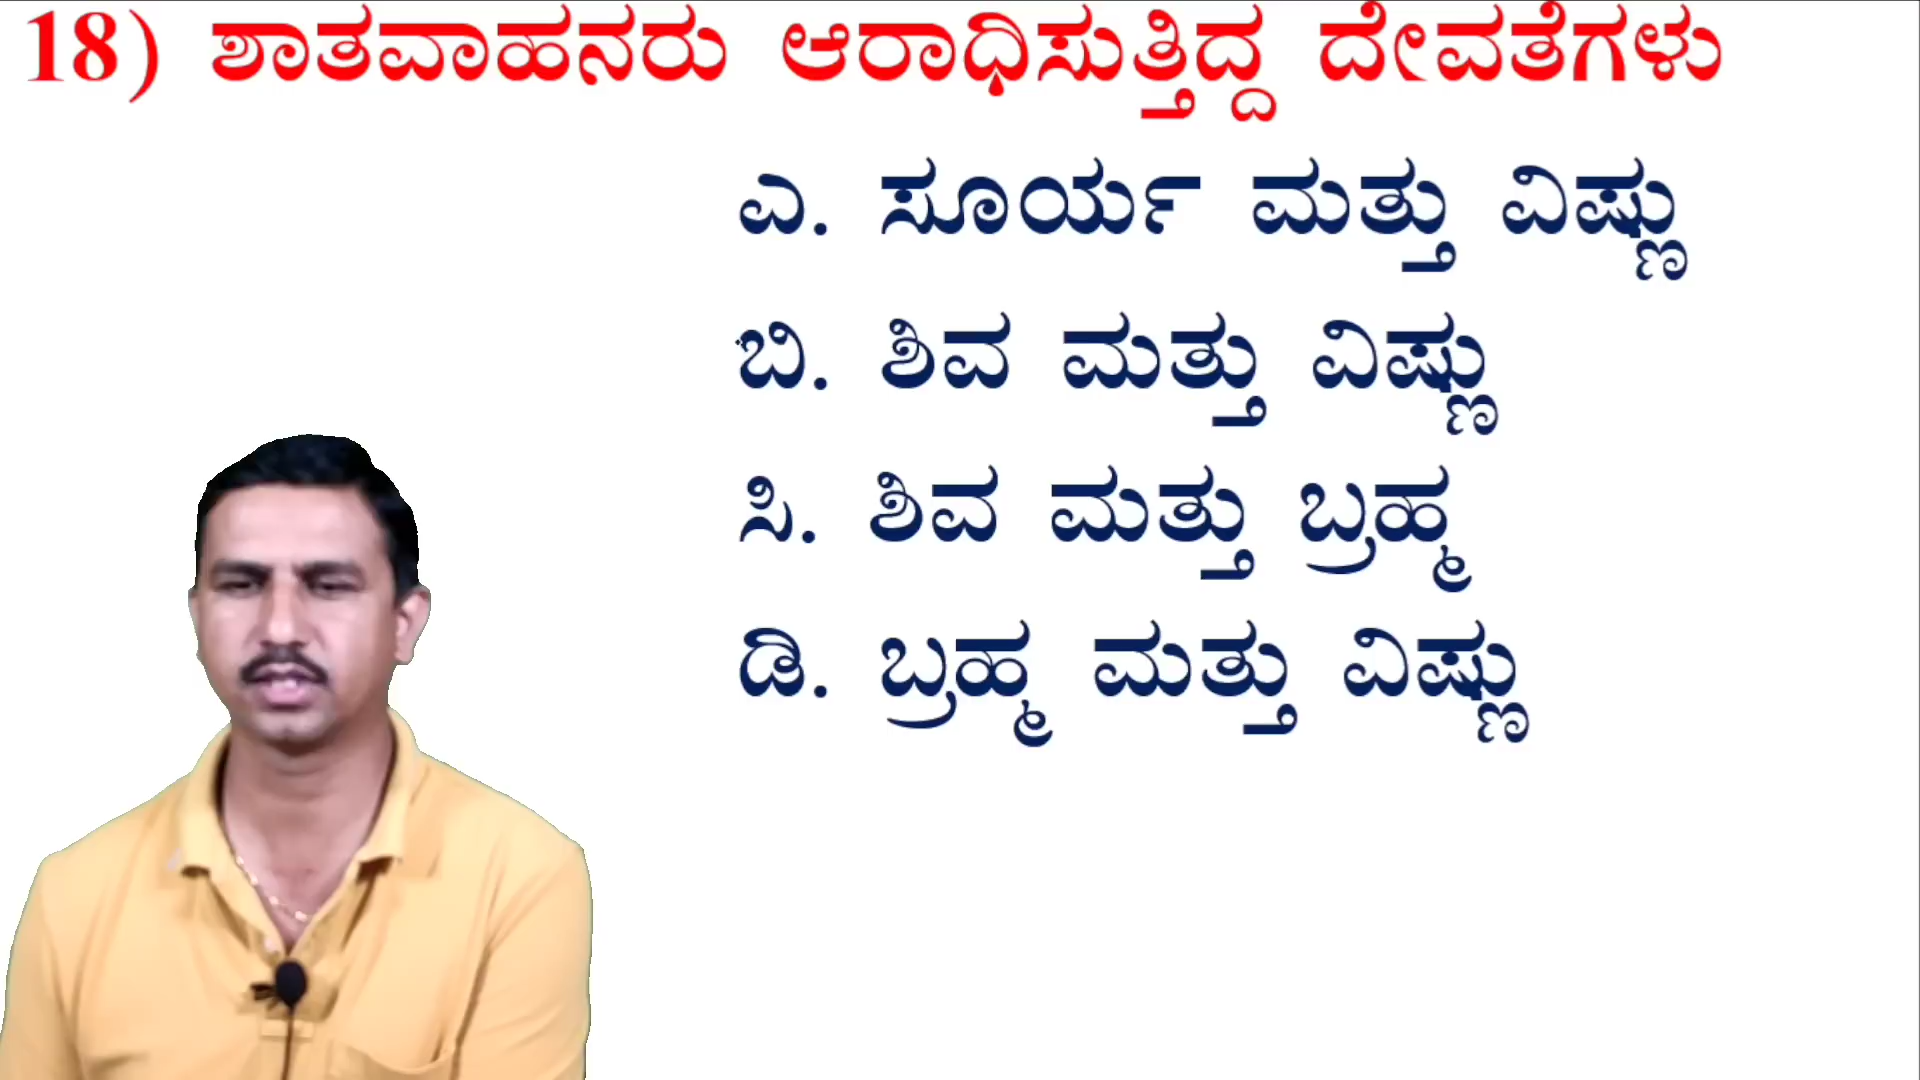 18) ಶಾತವಾಹನರು ಆರಾಧಿಸುತ್ತಿದ್ದ ದೇವತೆಗಳು
ಎ. ಸೂರ್ಯ ಮತ್ತು ವಿಷ್ಣು
ಬಿ. ಶಿವ ಮತ್ತು ವಿಷ್ಣು
ಸಿ. ಶಿವ ಮತ್ತು ಬ್ರಹ್ಮ
ಡಿ. ಬ್ರಹ್ಮ ಮತ್ತು ವಿಷ್ಣು